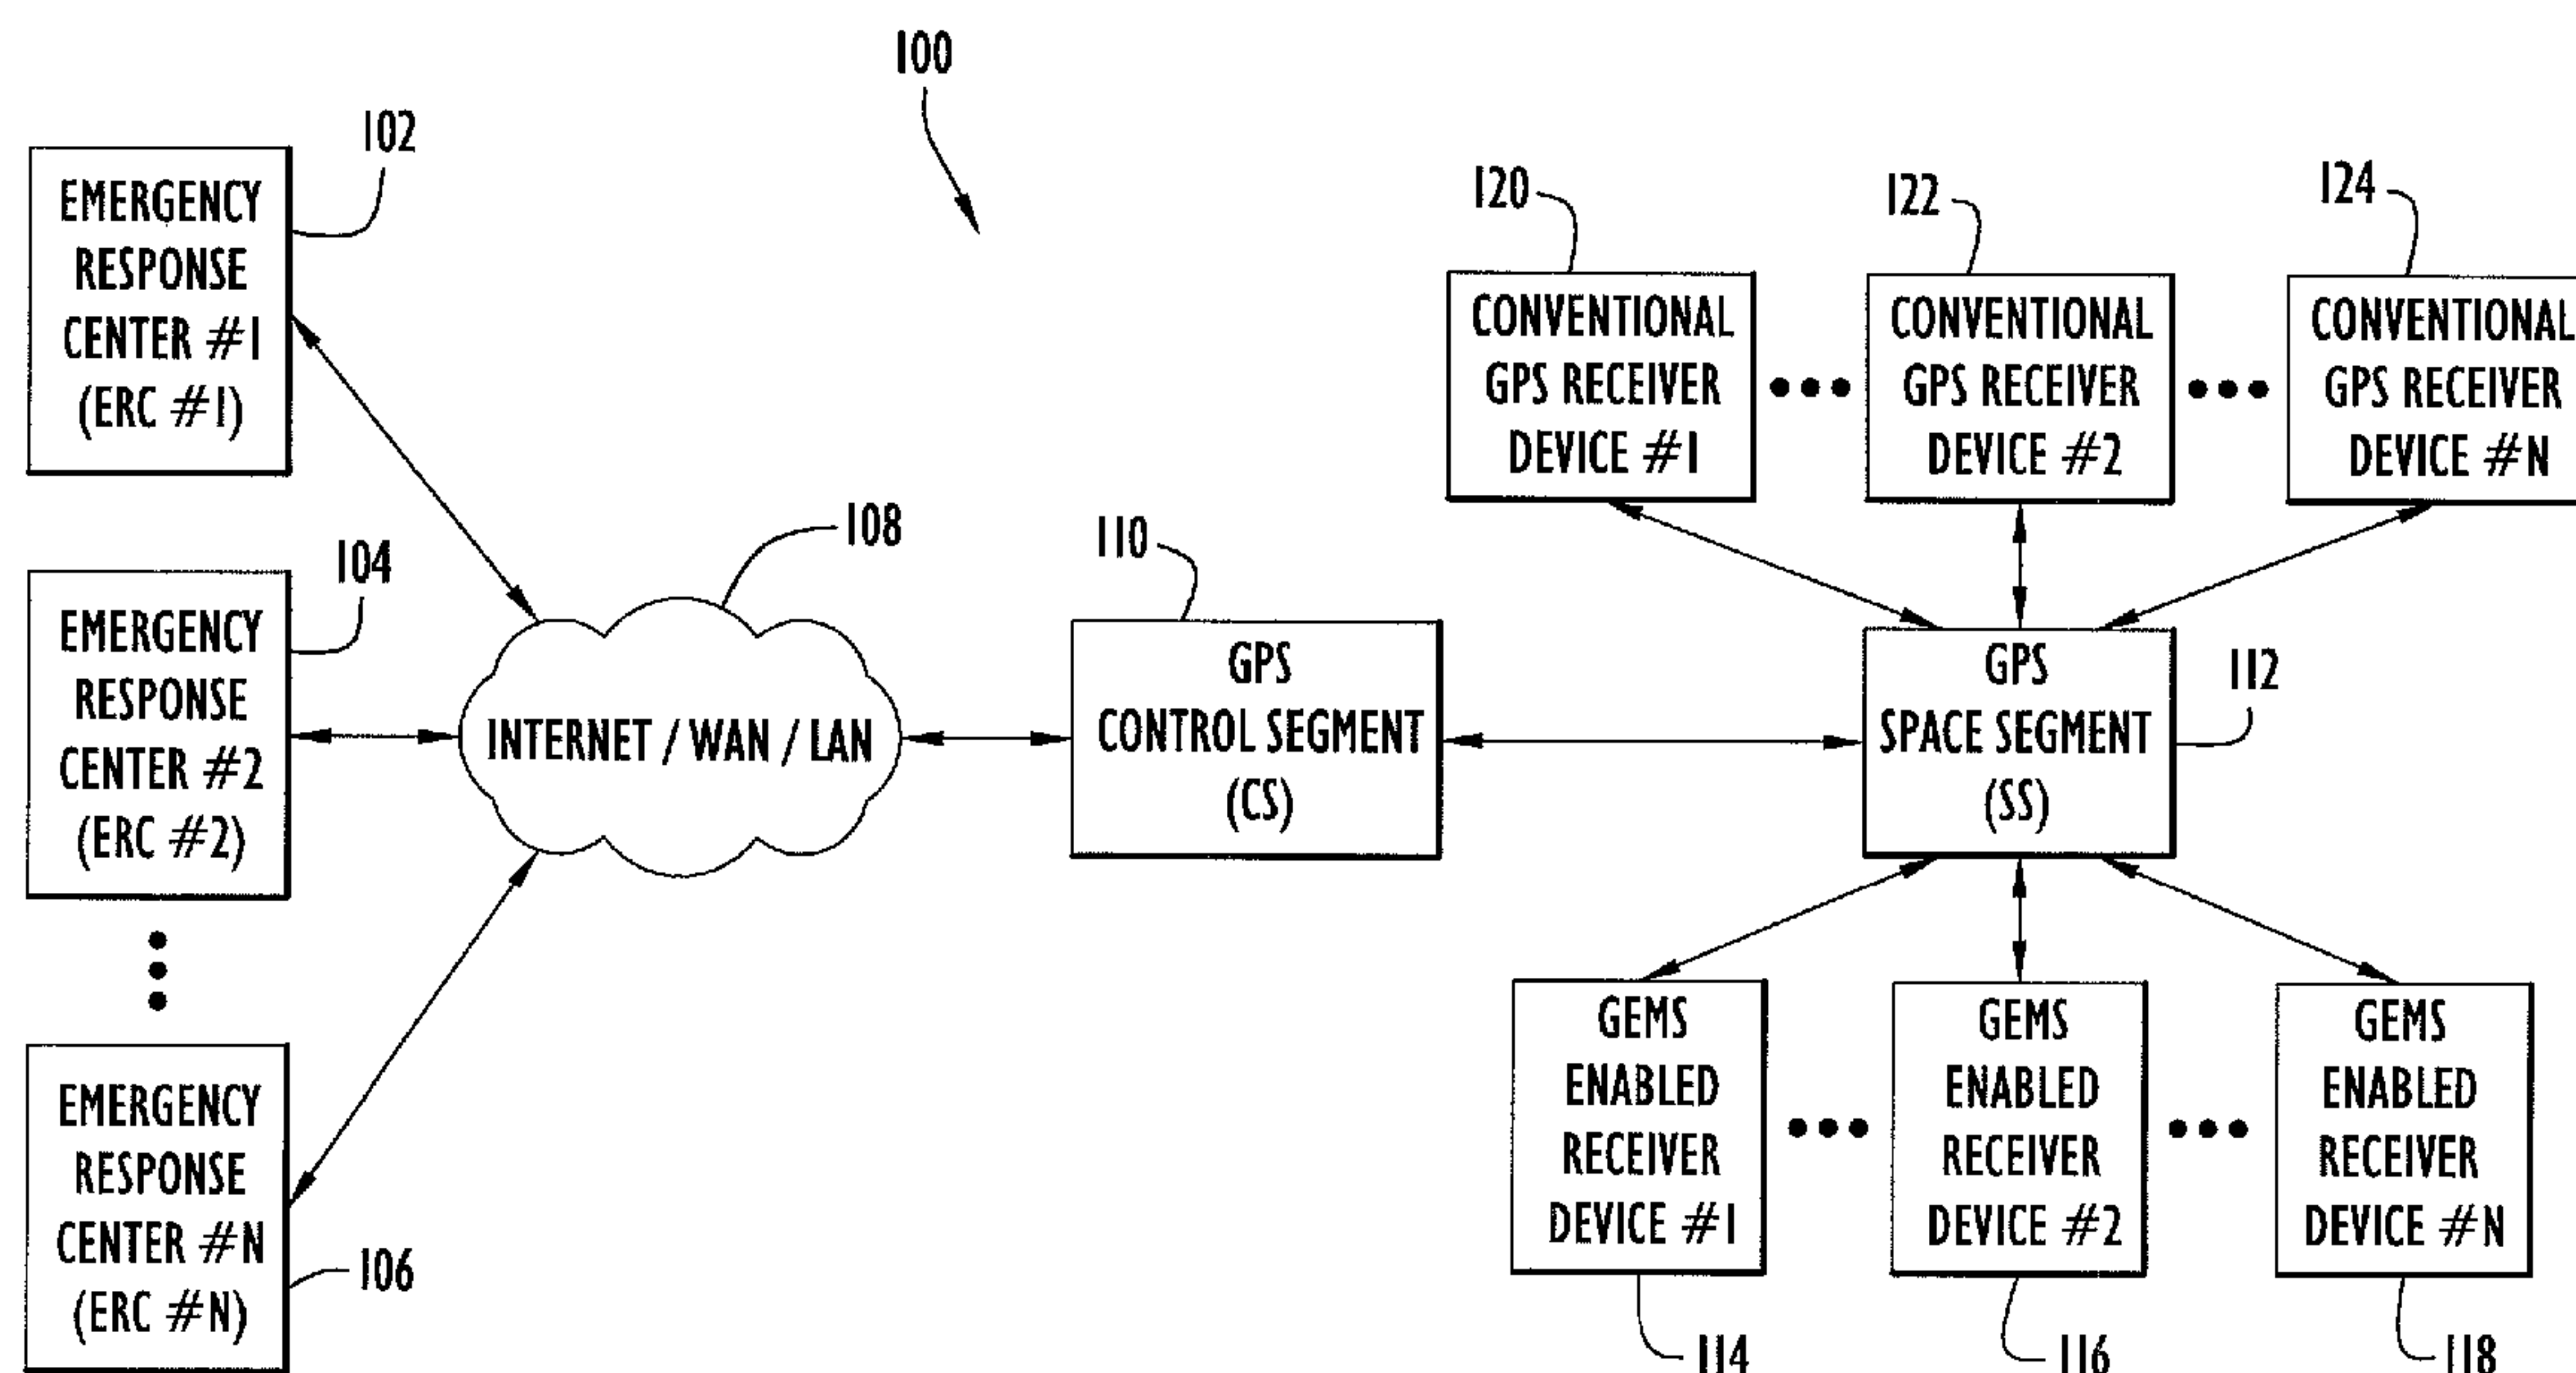 100
102
EMERGENCY
RESPONSE
CENTER #1
(ERC #1)
104
EMERGENCY
RESPONSE
CENTER #2
(ERC #2)
EMERGENCY
RESPONSE
CENTER #N
(ERC #N)
106
108
INTERNET / WAN / LAN
110
GPS
CONTROL SEGMENT
(CS)
120
CONVENTIONAL
GPS RECEIVER
DEVICE #1
122
CONVENTIONAL
GPS RECEIVER
DEVICE #2
124
CONVENTIONAL
GPS RECEIVER
DEVICE #N
GPS
SPACE SEGMENT
(SS)
112
GEMS
ENABLED
RECEIVER
DEVICE #1
114
GEMS
ENABLED
RECEIVER
DEVICE #2
116
GEMS
ENABLED
RECEIVER
DEVICE #N
118